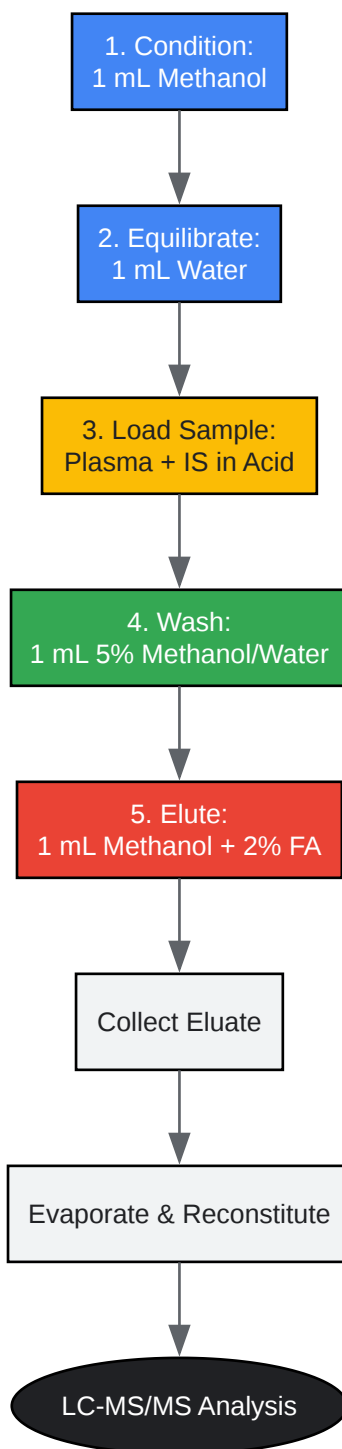 1. Condition:
1 mL Methanol
2. Equilibrate:
1 mL Water
3. Load Sample:
Plasma + IS in Acid
4. Wash:
1 mL 5% Methanol/Water
5. Elute:
1 mL Methanol + 2% FA
Collect Eluate
Evaporate & Reconstitute
LC-MS/MS Analysis